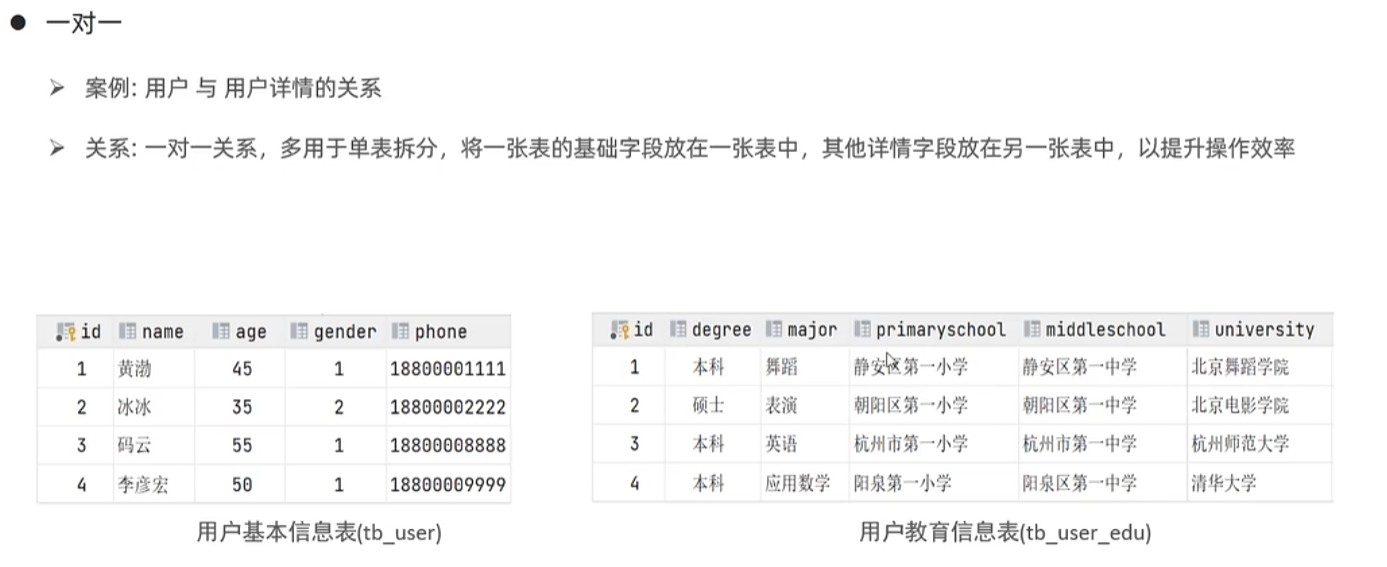 一对一
案例: 用户 与 用户详情的关系
关系: 一对一关系，多用于单表拆分，将一张表的基础字段放在一张表中，其他详情字段放在另一张表中，以提升操作效率
id name age gender phone
1 黄渤 45 1 18800001111
2 冰冰 35 2 18800002222
3 码云 55 1 18800008888
4 李彦宏 50 1 18800009999
用户基本信息表(tb_user)
id degree major primaryschool middleschool university
1 本科 舞蹈 静安区第一小学 静安区第一中学 北京舞蹈学院
2 硕士 表演 朝阳区第一小学 朝阳区第一中学 北京电影学院
3 本科 英语 杭州市第一小学 杭州市第一中学 杭州师范大学
4 本科 应用数学 阳泉第一小学 阳泉区第一中学 清华大学
用户教育信息表(tb_user_edu)